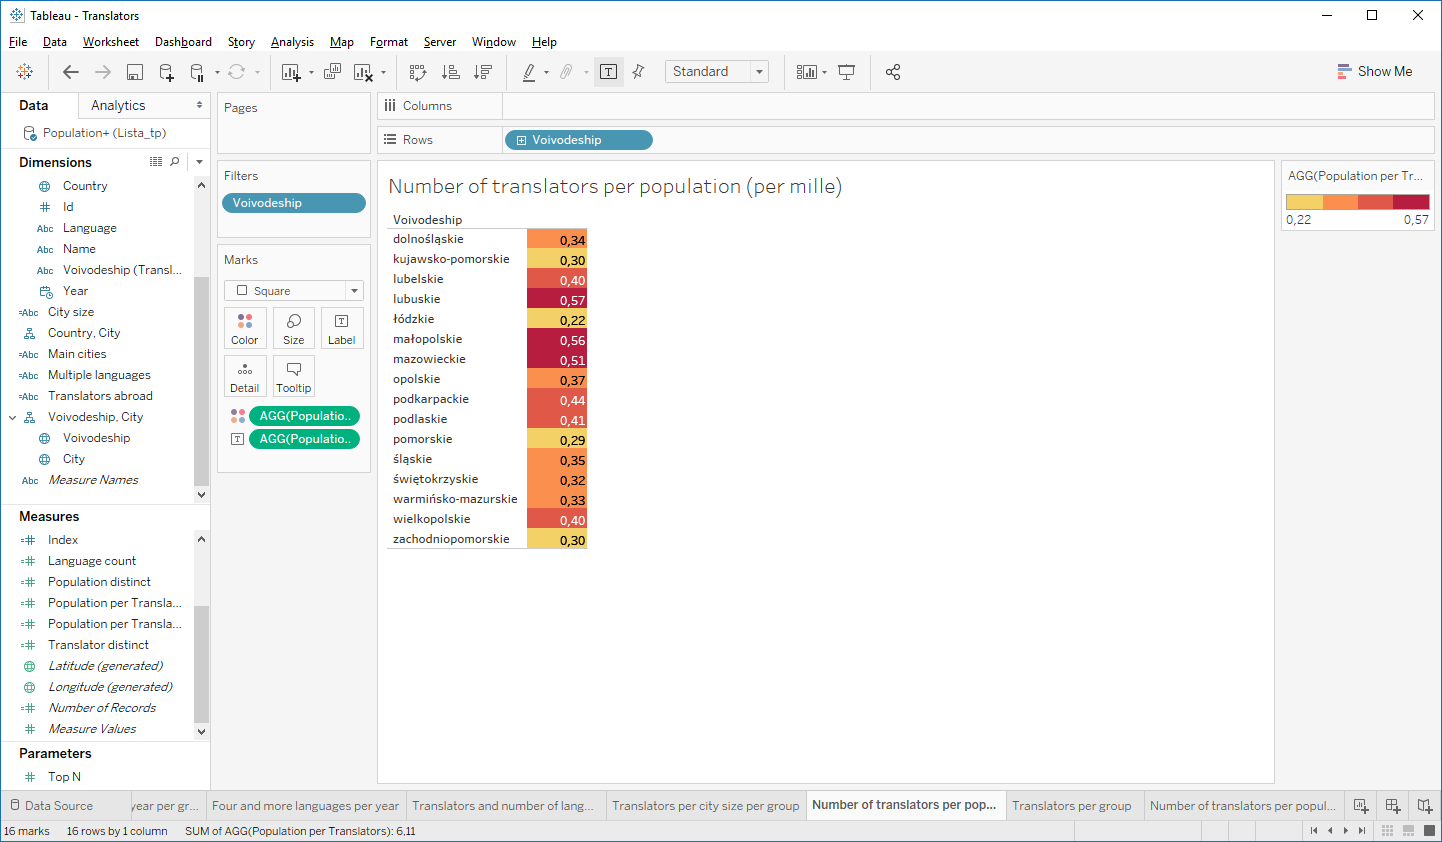 Tableau - Translators
File Data Worksheet Dashboard Story Analysis Map Format Server Window Help
Standard
Show Me
Data Analytics
Population+ (Lista_tp)
Dimensions
Country
Id
Abc Language
Abc Name
Abc Voivodeship (Transl...
Year
=Abc City size
Country, City
=Abc Main cities
=Abc Multiple languages
=Abc Translators abroad
Voivodeship, City
Voivodeship
City
Abc Measure Names
Measures
Index
Language count
Population distinct
Population per Transla...
Population per Transla...
Translator distinct
Latitude (generated)
Longitude (generated)
Number of Records
Measure Values
Parameters
Top N
Pages
Filters
Voivodeship
Marks
Square
Color Size Label
Detail Tooltip
AGG(Populatio..
AGG(Populatio..
Columns
Rows Voivodeship
Number of translators per population (per mille)
Voivodeship
dolnośląskie 0,34
kujawsko-pomorskie 0,30
lubelskie 0,40
lubuskie 0,57
łódzkie 0,22
małopolskie 0,56
mazowieckie 0,51
opolskie 0,37
podkarpackie 0,44
podlaskie 0,41
pomorskie 0,29
śląskie 0,35
świętokrzyskie 0,32
warmińsko-mazurskie 0,33
wielkopolskie 0,40
zachodniopomorskie 0,30
AGG(Population per Tr...
0,22 0,57
Data Source year per gr... Four and more languages per year Translators and number of lang... Translators per city size per group Number of translators per pop... Translators per group Number of translators per popul...
16 marks 16 rows by 1 column SUM of AGG(Population per Translators): 6,11